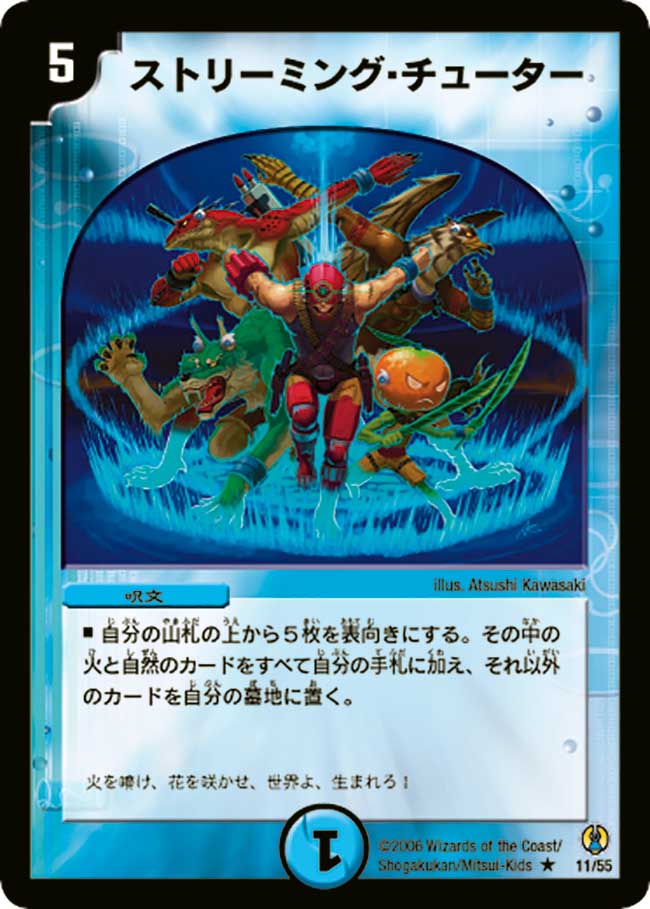 5
ストリーミング・チューター
illus. Atsushi Kawasaki
呪文
■ 自分の山札の上から5枚を表向きにする。その中の
火と自然のカードをすべて自分の手札に加え、それ以外
のカードを自分の墓地に置く。
火を噴け、花を咲かせ、世界よ、生まれろ!
1
©2006 Wizards of the Coast/
Shogakukan/Mitsui-Kids ★ 11/55